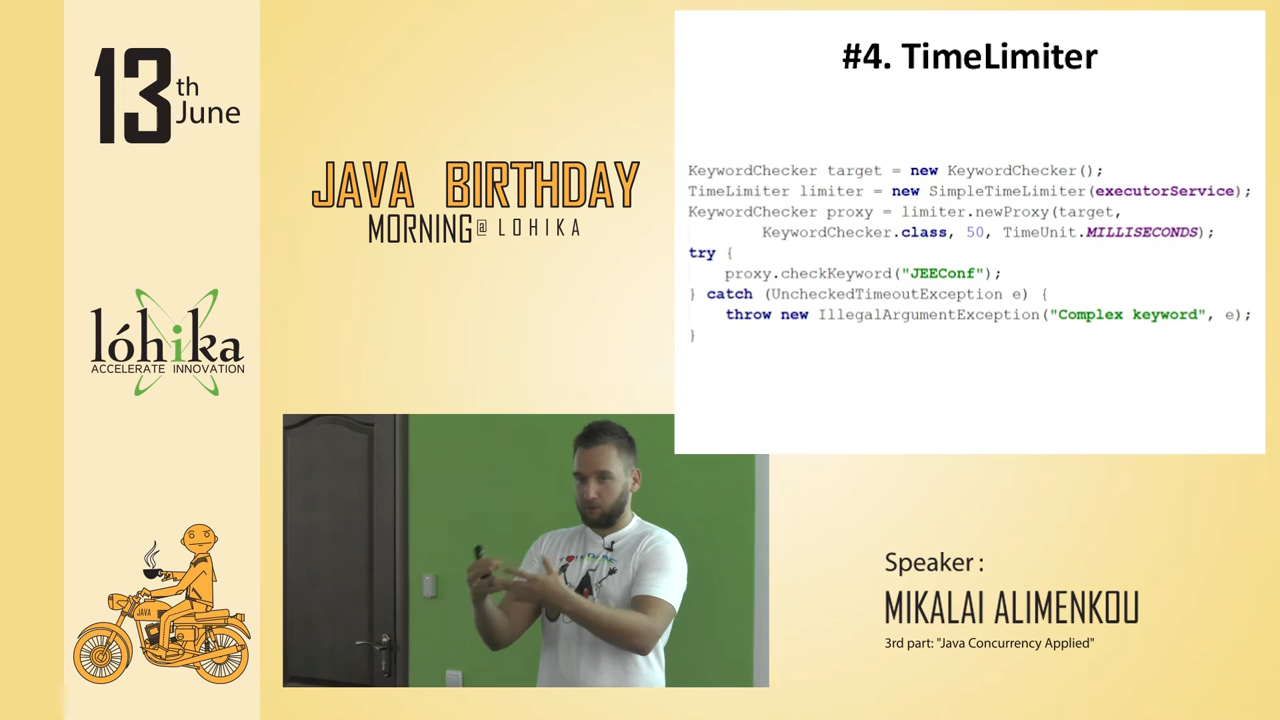 13th June
JAVA BIRTHDAY
MORNING @ LOHIKA
lóhika
ACCELERATE INNOVATION
JAVA
#4. TimeLimiter
KeywordChecker target = new KeywordChecker();
TimeLimiter limiter = new SimpleTimeLimiter(executorService);
KeywordChecker proxy = limiter.newProxy(target,
KeywordChecker.class, 50, TimeUnit.MILLISECONDS);
try {
proxy.checkKeyword("JEEConf");
} catch (UncheckedTimeoutException e) {
throw new IllegalArgumentException("Complex keyword", e);
}
Speaker :
MIKALAI ALIMENKOU
3rd part: "Java Concurrency Applied"